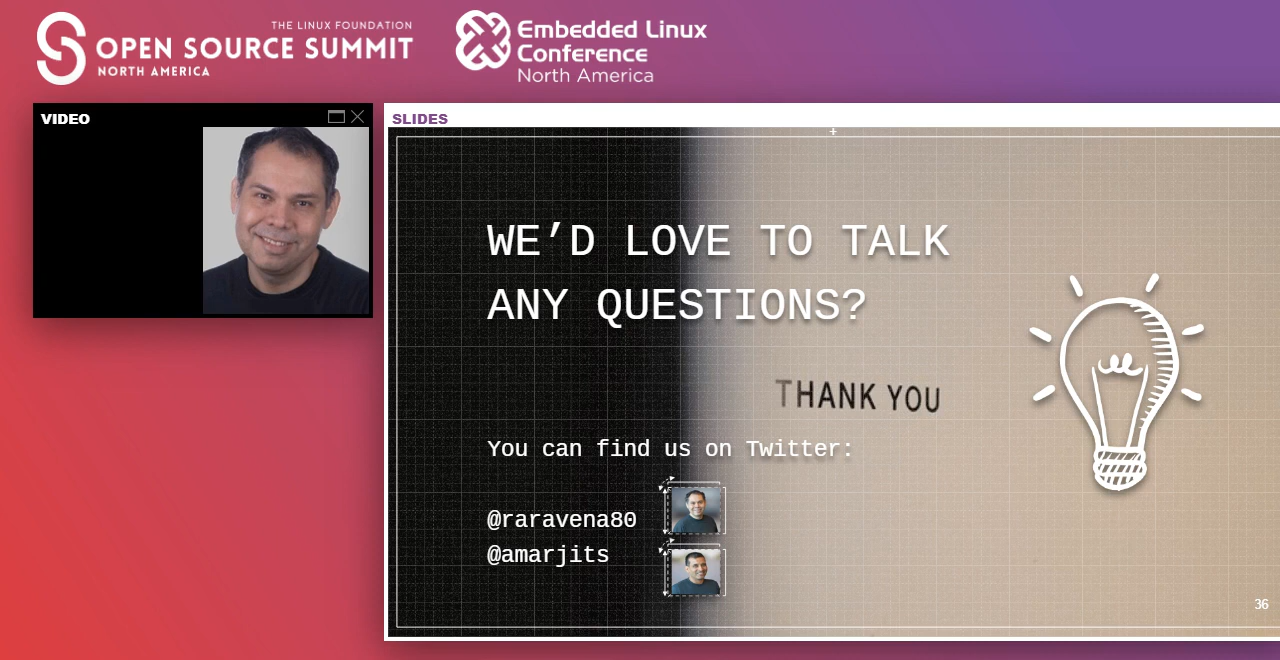 THE LINUX FOUNDATION
OPEN SOURCE SUMMIT
NORTH AMERICA
Embedded Linux
Conference
North America
VIDEO
SLIDES
WE’D LOVE TO TALK
ANY QUESTIONS?
THANK YOU
You can find us on Twitter:
@raravena80
@amarjits
36